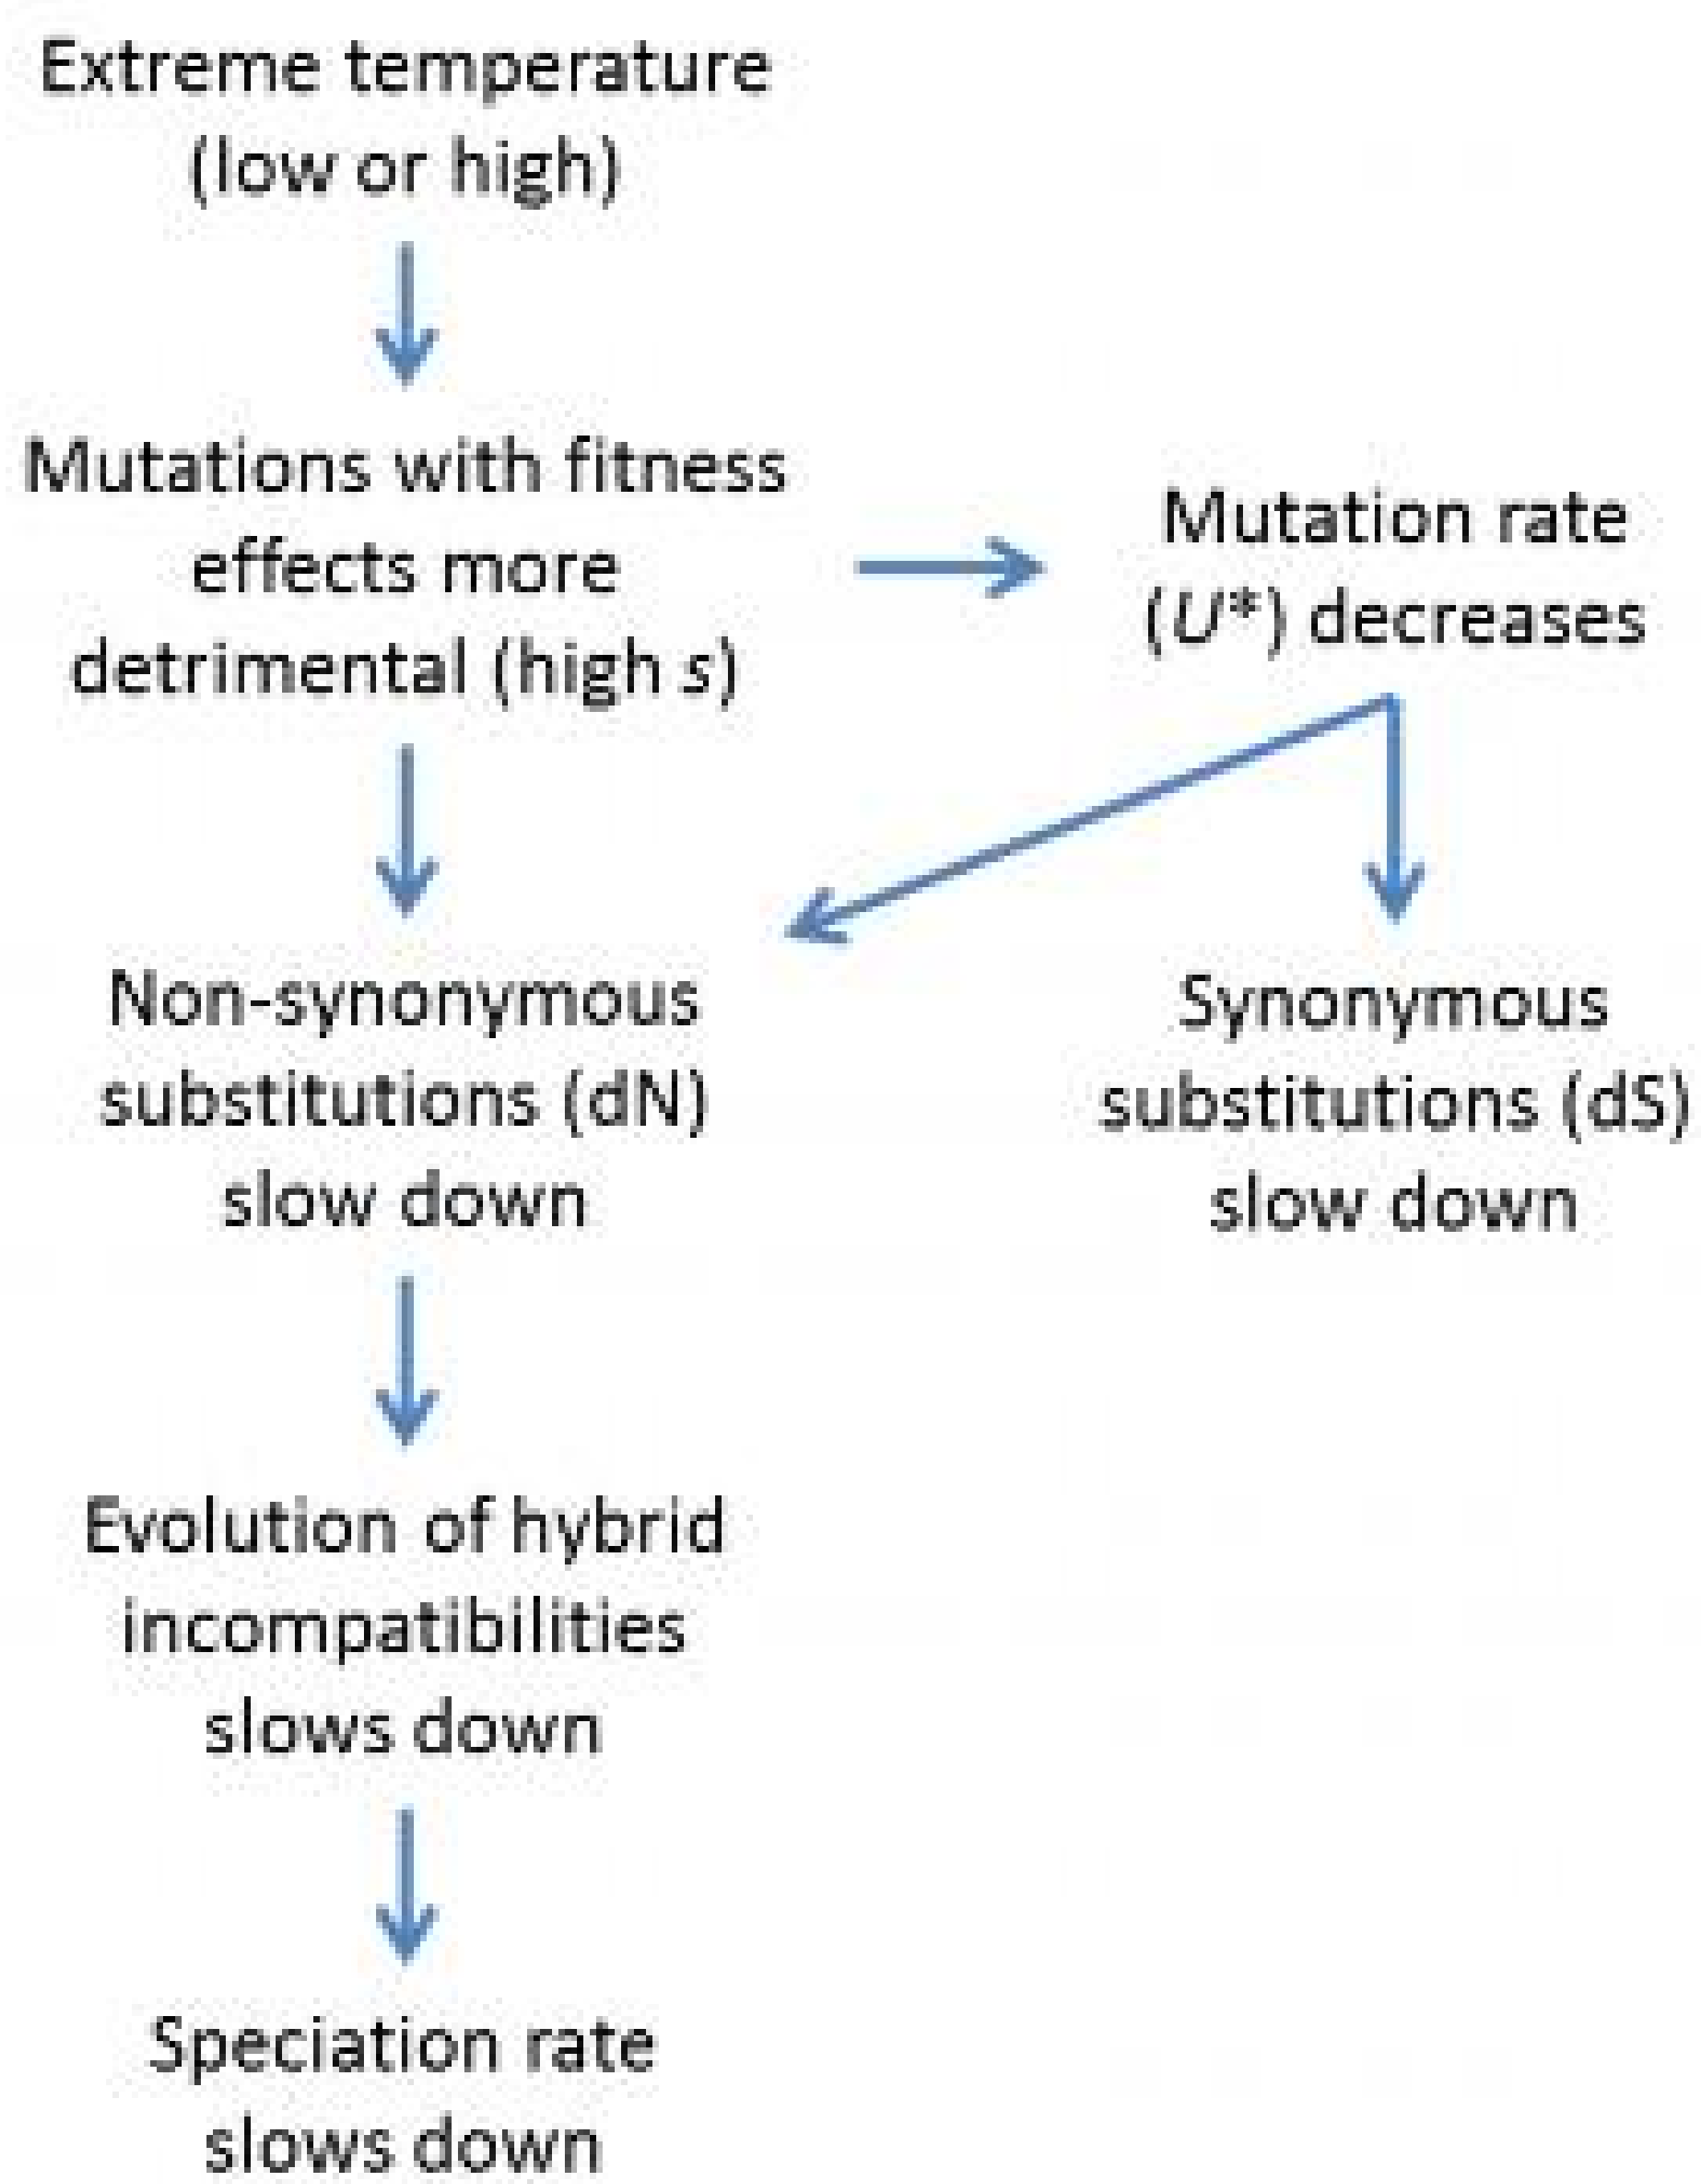 Extreme temperature
(low or high)
Mutations with fitness
effects more
detrimental (high s)
Mutation rate
(U*) decreases
Non-synonymous
substitutions (dN)
slow down
Synonymous
substitutions (dS)
slow down
Evolution of hybrid
incompatibilities
slows down
Speciation rate
slows down